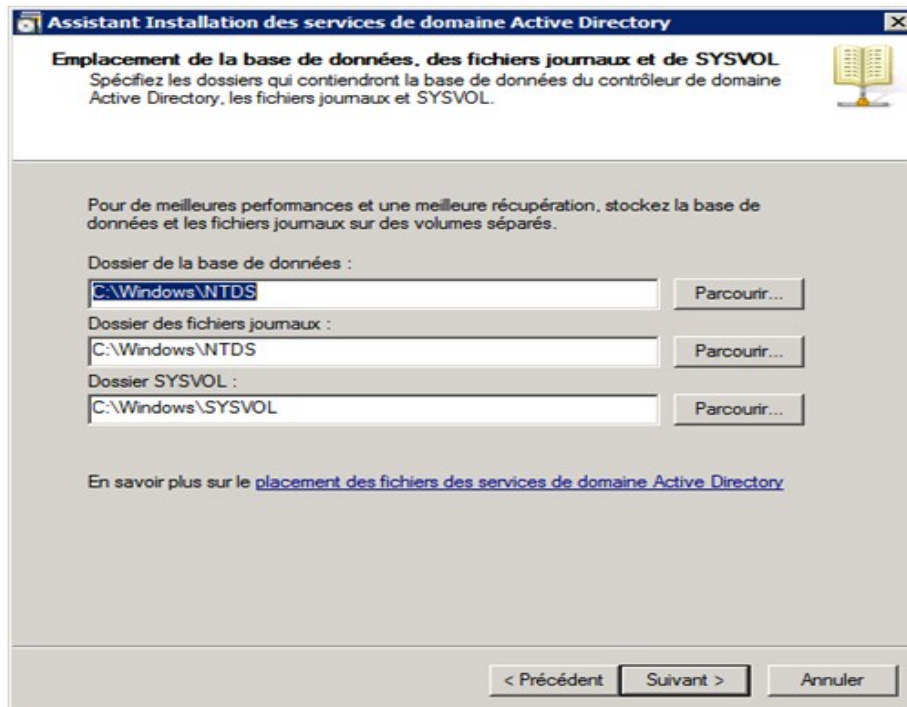 Assistant Installation des services de domaine Active Directory
Emplacement de la base de données, des fichiers journaux et de SYSVOL
Spécifiez les dossiers qui contiendront la base de données du contrôleur de domaine
Active Directory, les fichiers journaux et SYSVOL.
Pour de meilleures performances et une meilleure récupération, stockez la base de
données et les fichiers journaux sur des volumes séparés.
Dossier de la base de données :
C:\Windows\NTDS
Parcourir...
Dossier des fichiers journaux :
C:\Windows\NTDS
Parcourir...
Dossier SYSVOL :
C:\Windows\SYSVOL
Parcourir...
En savoir plus sur le placement des fichiers des services de domaine Active Directory
< Précédent
Suivant >
Annuler